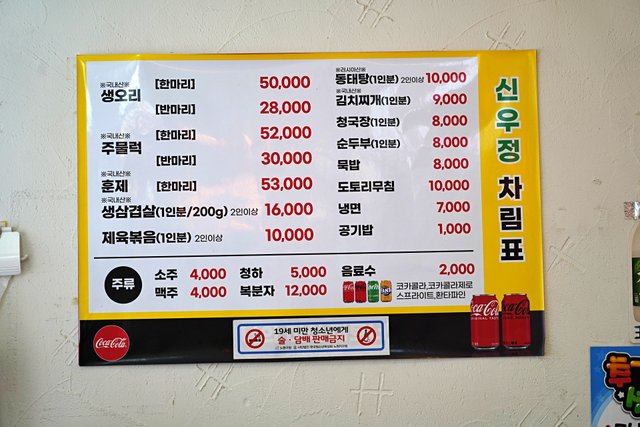 신우정 차림표
※국내산※
생오리 [한마리] 50,000
[반마리] 28,000
※국내산※
주물럭 [한마리] 52,000
[반마리] 30,000
※국내산※
훈제 [한마리] 53,000
※국내산※
생삼겹살(1인분/200g) 2인이상 16,000
제육볶음(1인분) 2인이상 10,000
※러시아산※
동태탕(1인분) 2인이상 10,000
※국내산※
김치찌개(1인분) 9,000
청국장(1인분) 8,000
순두부(1인분) 8,000
묵밥 8,000
도토리무침 10,000
냉면 7,000
공기밥 1,000
주류
소주 4,000 청하 5,000 음료수 2,000
맥주 4,000 복분자 12,000 코카콜라,코카콜라제로
스프라이트,환타파인
Coca-Cola
19세 미만 청소년에게
술·담배 판매금지